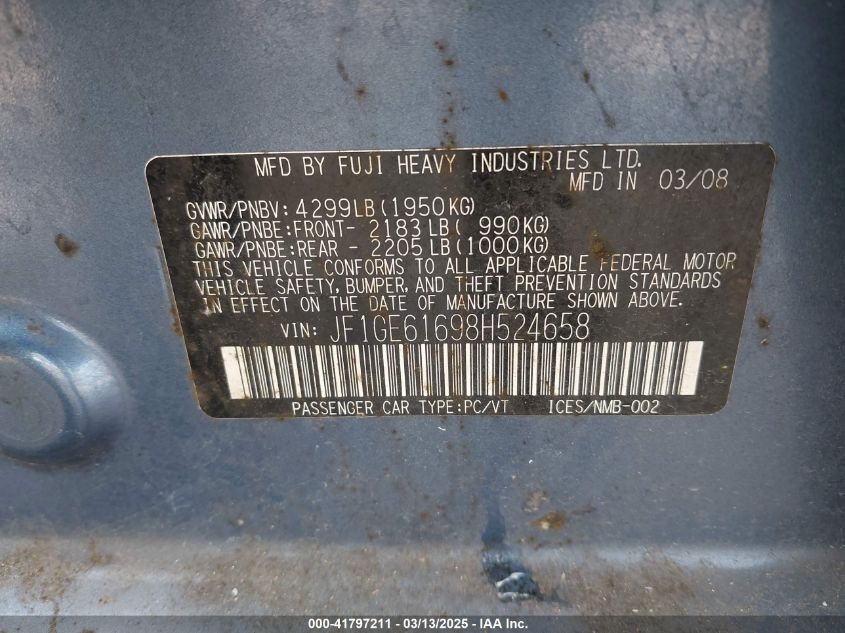 MFD BY FUJI HEAVY INDUSTRIES LTD.
MFD IN 03/08
GVWR/PNBV: 4299LB(1950KG)
GAWR/PNBE:FRONT- 2183LB( 990KG)
GAWR/PNBE:REAR - 2205LB(1000KG)
THIS VEHICLE CONFORMS TO ALL APPLICABLE FEDERAL MOTOR
VEHICLE SAFETY, BUMPER, AND THEFT PREVENTION STANDARDS
IN EFFECT ON THE DATE OF MANUFACTURE SHOWN ABOVE.
VIN: JF1GE61698H524658
PASSENGER CAR TYPE:PC/VT ICES/NMB-002
000-41797211 - 03/13/2025 - IAA Inc.